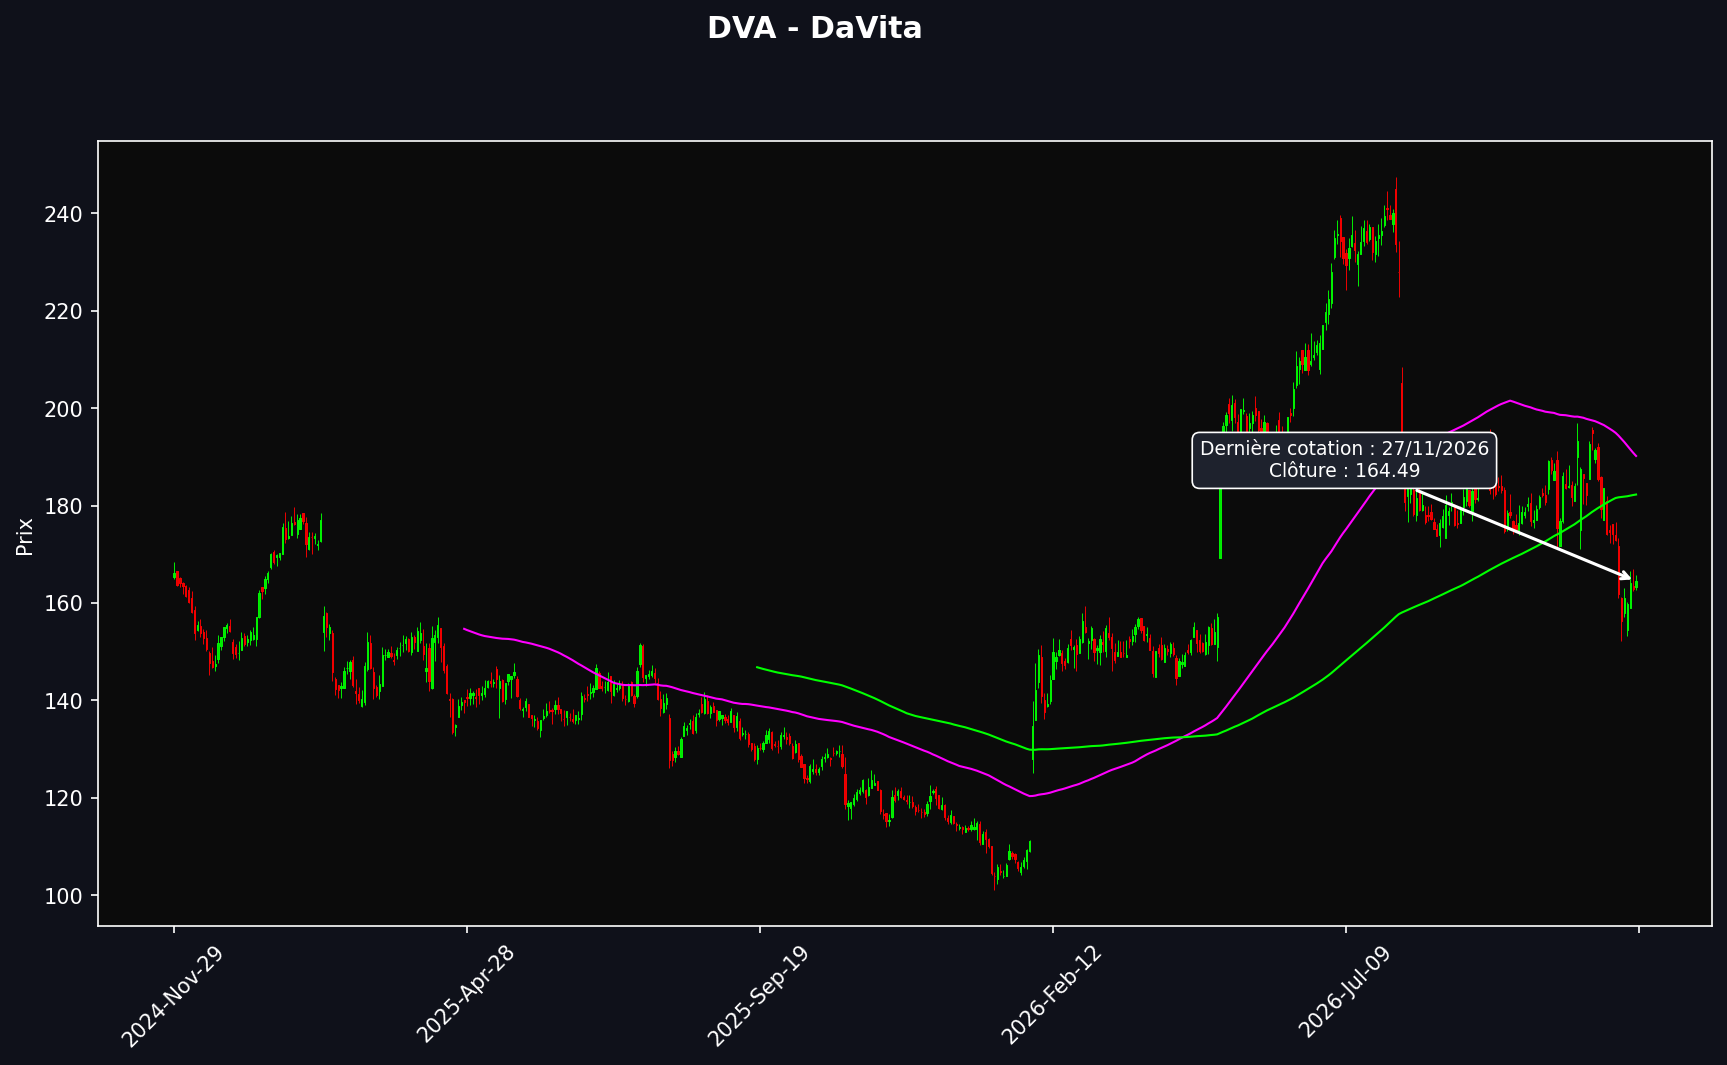 DVA - DaVita
Prix
240
220
200
180
160
140
120
100
Dernière cotation : 27/11/2026
Clôture : 164.49
2024-Nov-29
2025-Apr-28
2025-Sep-19
2026-Feb-12
2026-Jul-09